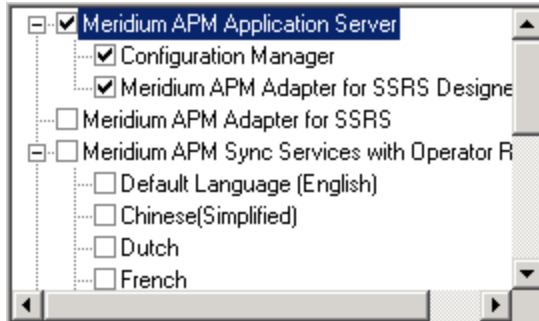 Meridium APM Application Server
Configuration Manager
Meridium APM Adapter for SSRS Designe
Meridium APM Adapter for SSRS
Meridium APM Sync Services with Operator R
Default Language (English)
Chinese(Simplified)
Dutch
French